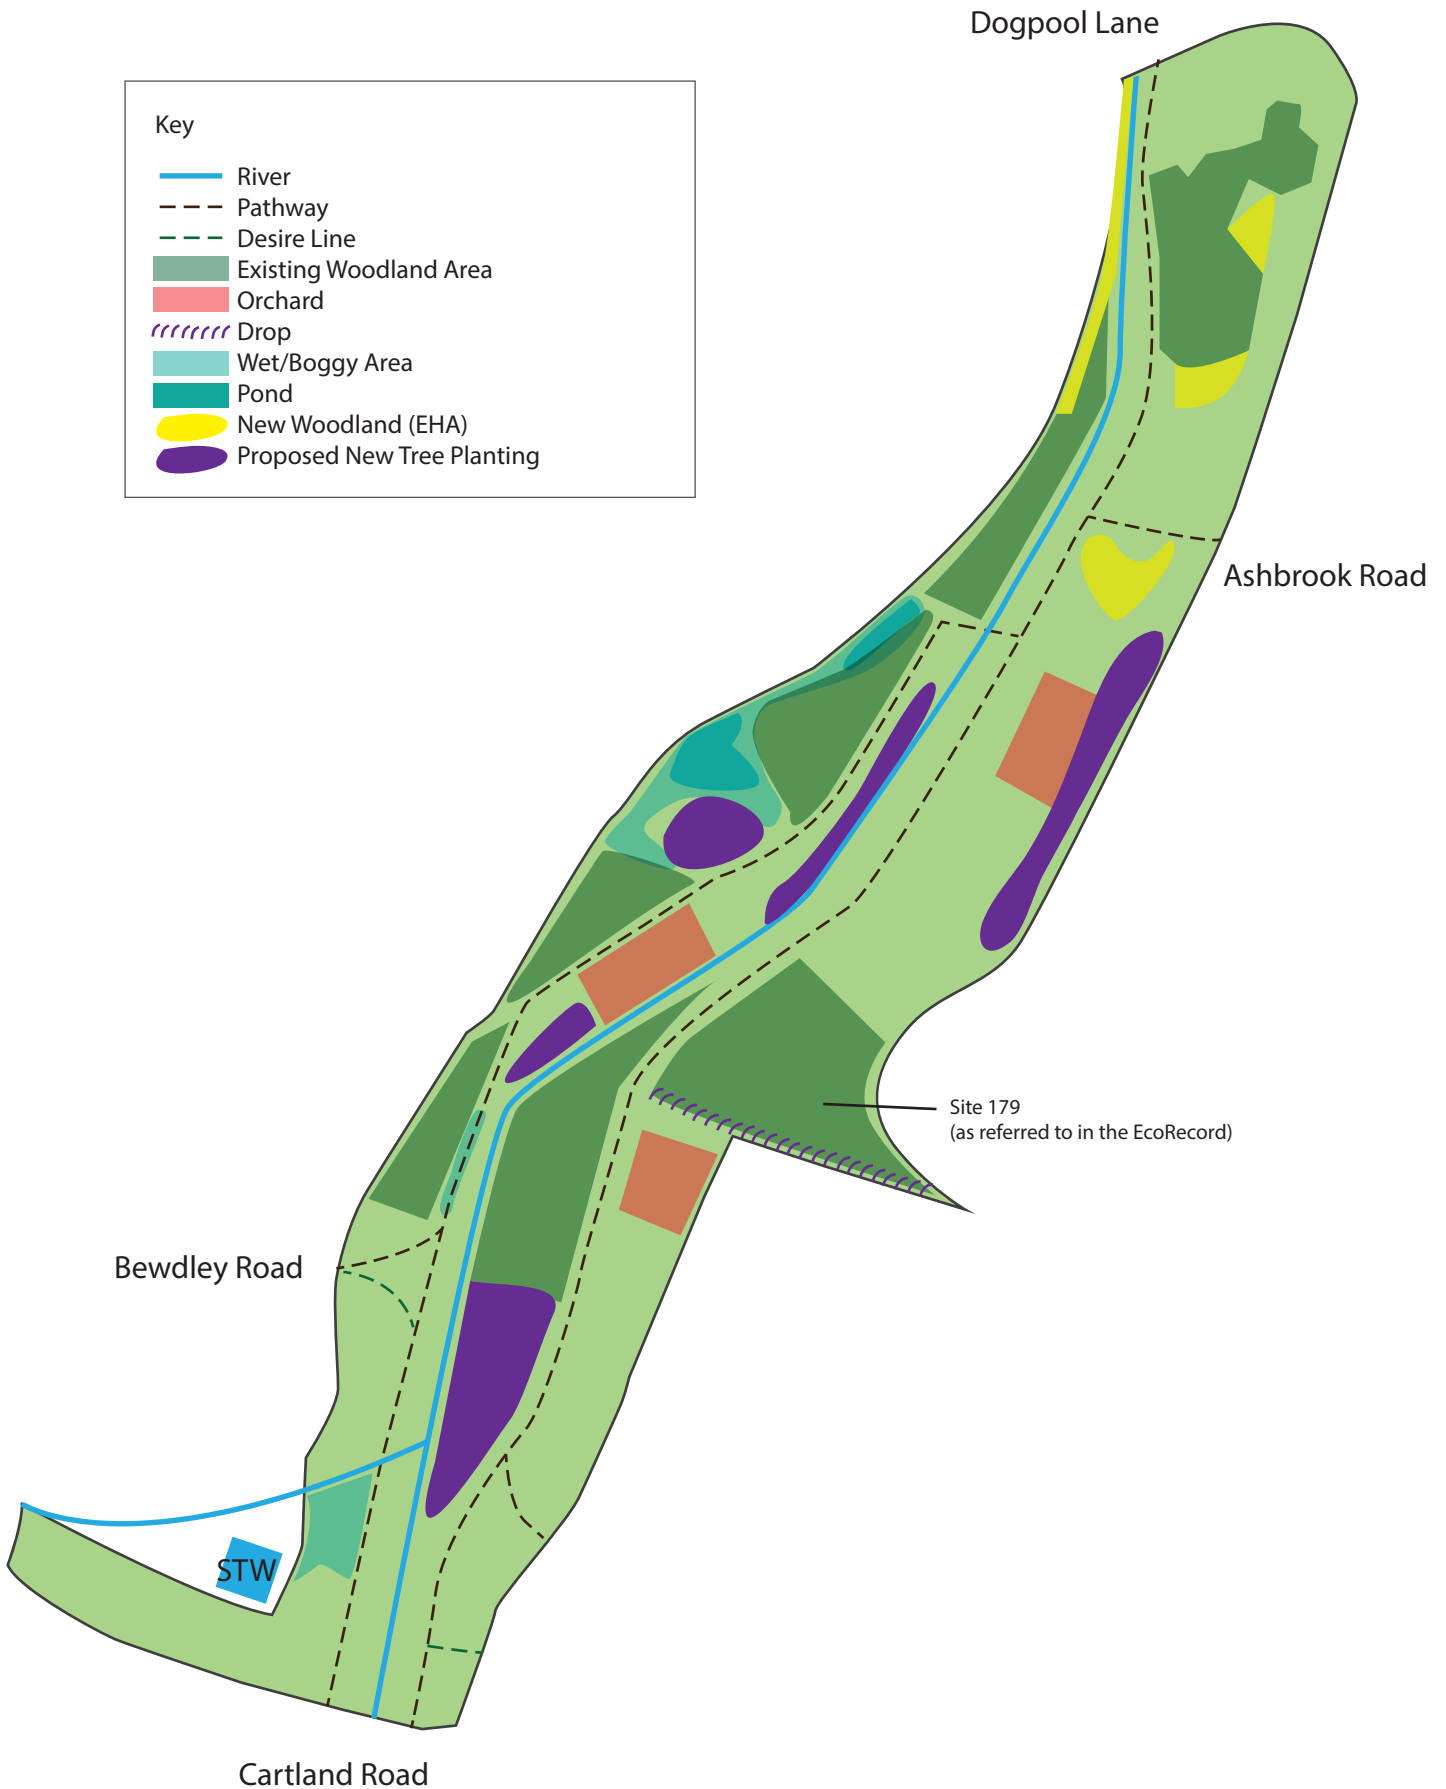 Dogpool Lane
Key
River
Pathway
Desire Line
Existing Woodland Area
Orchard
Drop
Wet/Boggy Area
Pond
New Woodland (EHA)
Proposed New Tree Planting
Ashbrook Road
Site 179
(as referred to in the EcoRecord)
Bewdley Road
STW
Cartland Road